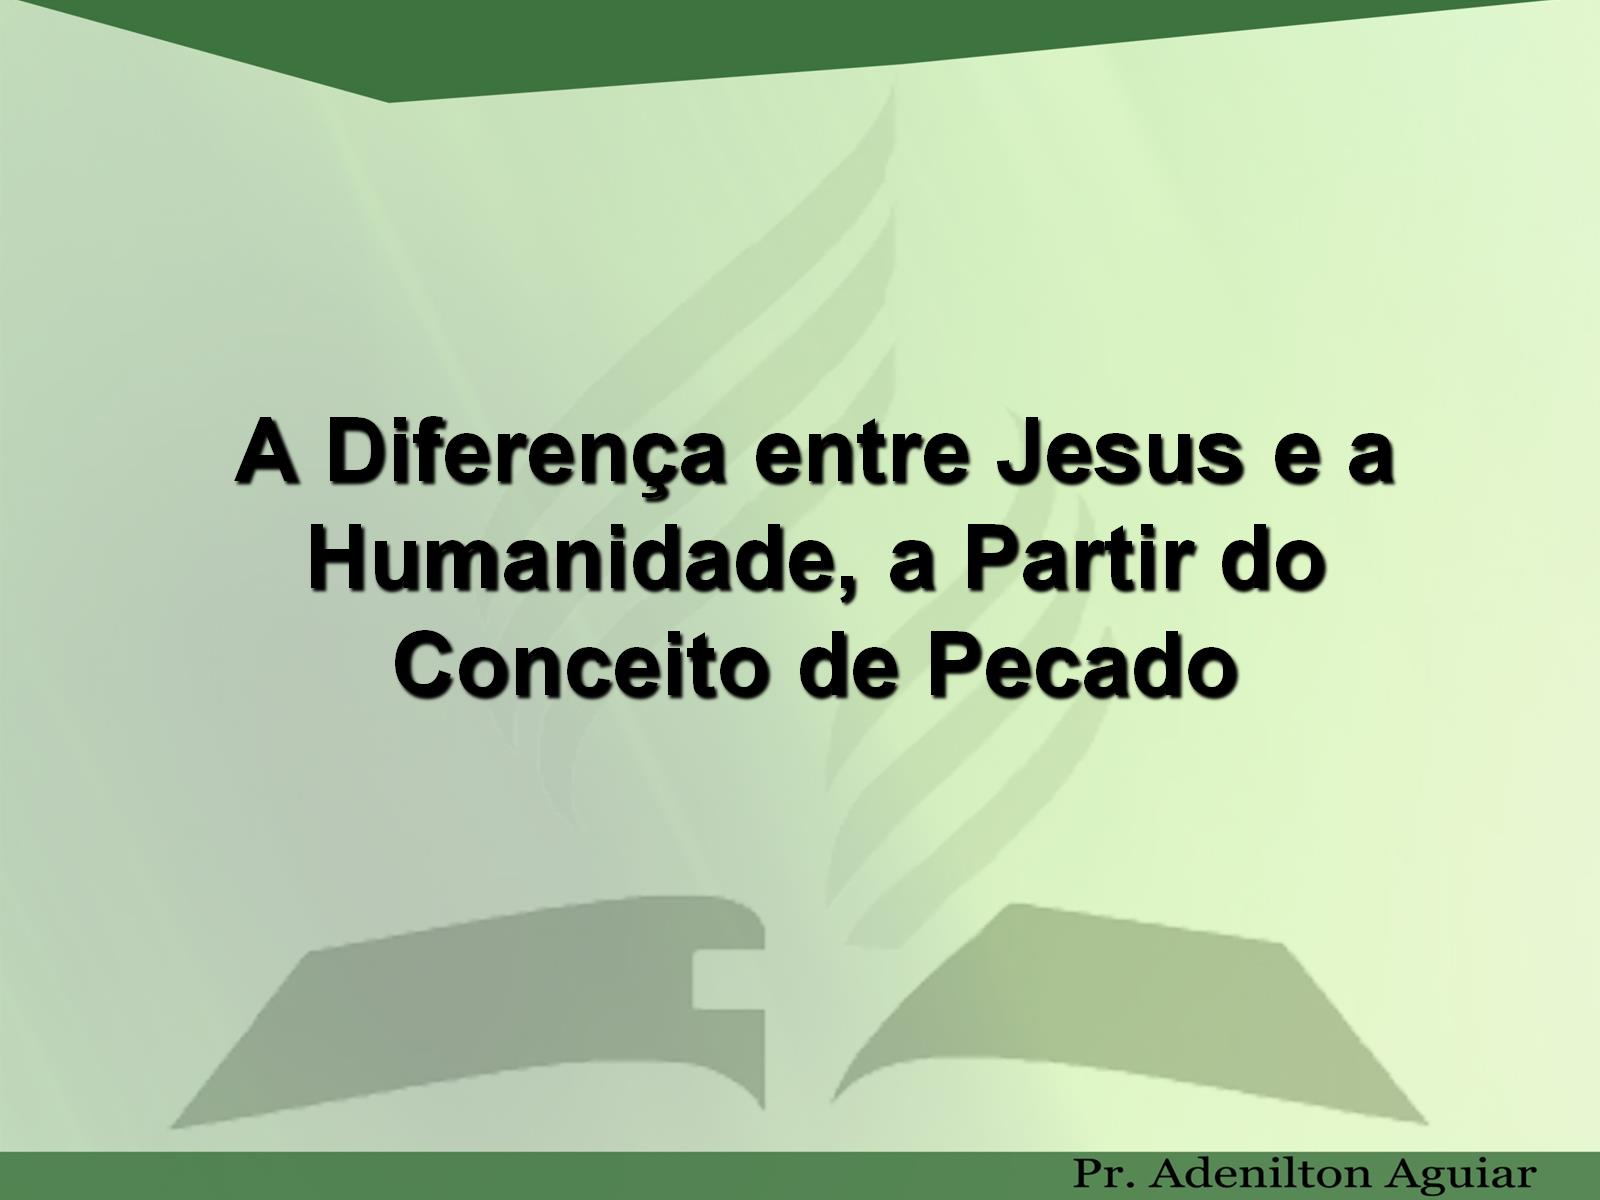 A Diferença entre Jesus e a
Humanidade, a Partir do
Conceito de Pecado
Pr. Adenilton Aguiar